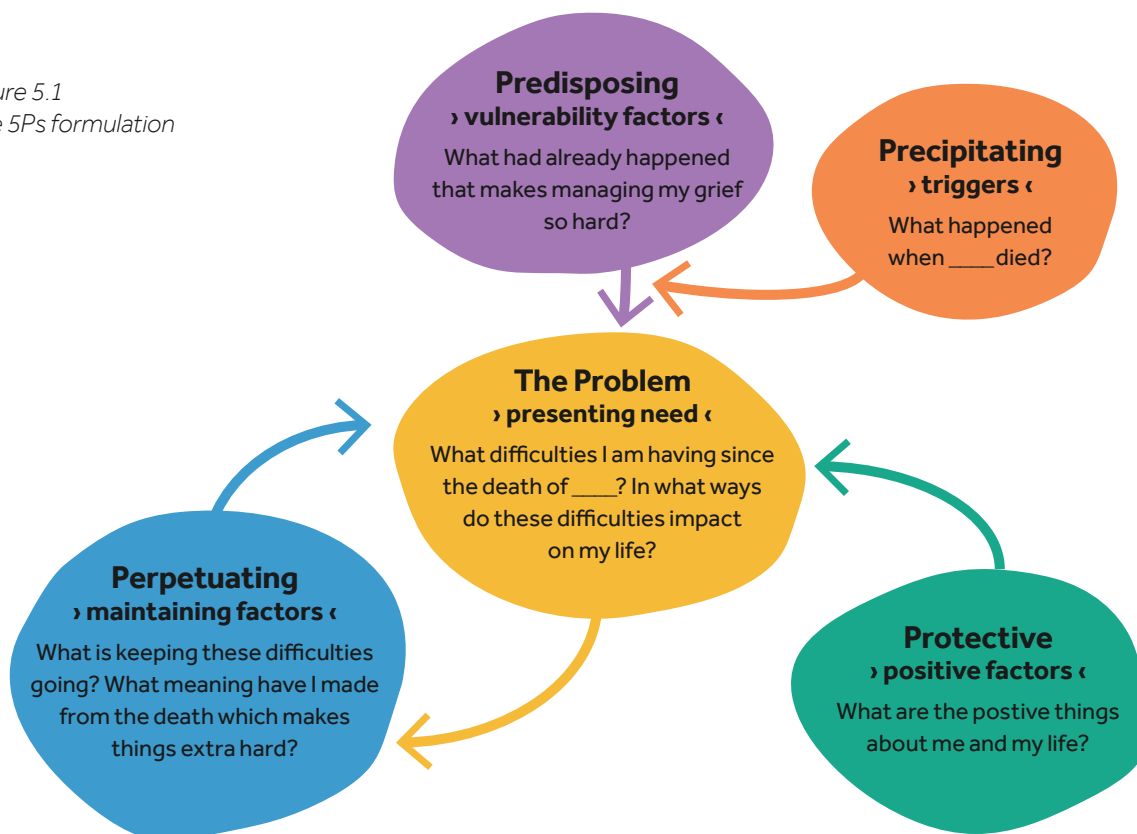 ure 5.1
e 5Ps formulation
Predisposing
› vulnerability factors ‹
What had already happened
that makes managing my grief
so hard?
Precipitating
› triggers ‹
What happened
when ____ died?
The Problem
› presenting need ‹
What difficulties I am having since
the death of ____? In what ways
do these difficulties impact
on my life?
Perpetuating
› maintaining factors ‹
What is keeping these difficulties
going? What meaning have I made
from the death which makes
things extra hard?
Protective
› positive factors ‹
What are the postive things
about me and my life?